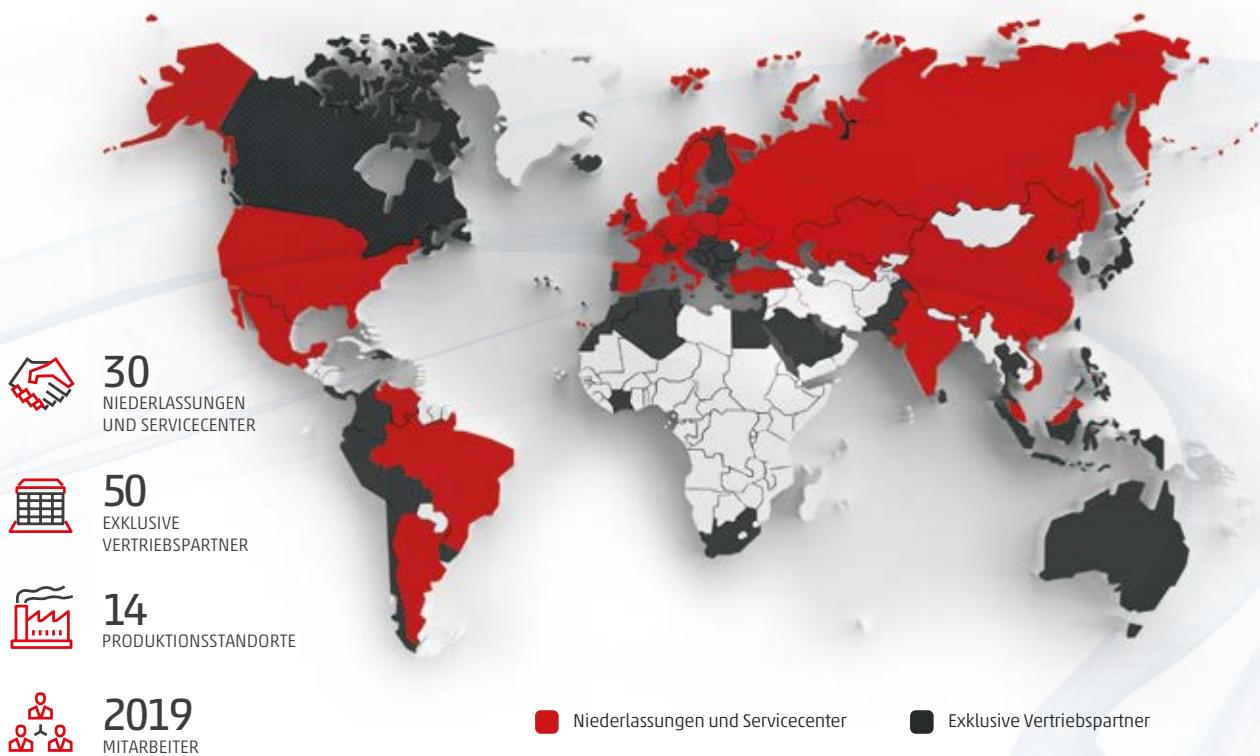 30
NIEDERLASSUNGEN
UND SERVICECENTER
50
EXKLUSIVE
VERTRIEBSPARTNER
14
PRODUKTIONSSTANDORTE
2019
MITARBEITER
Niederlassungen und Servicecenter
Exklusive Vertriebspartner